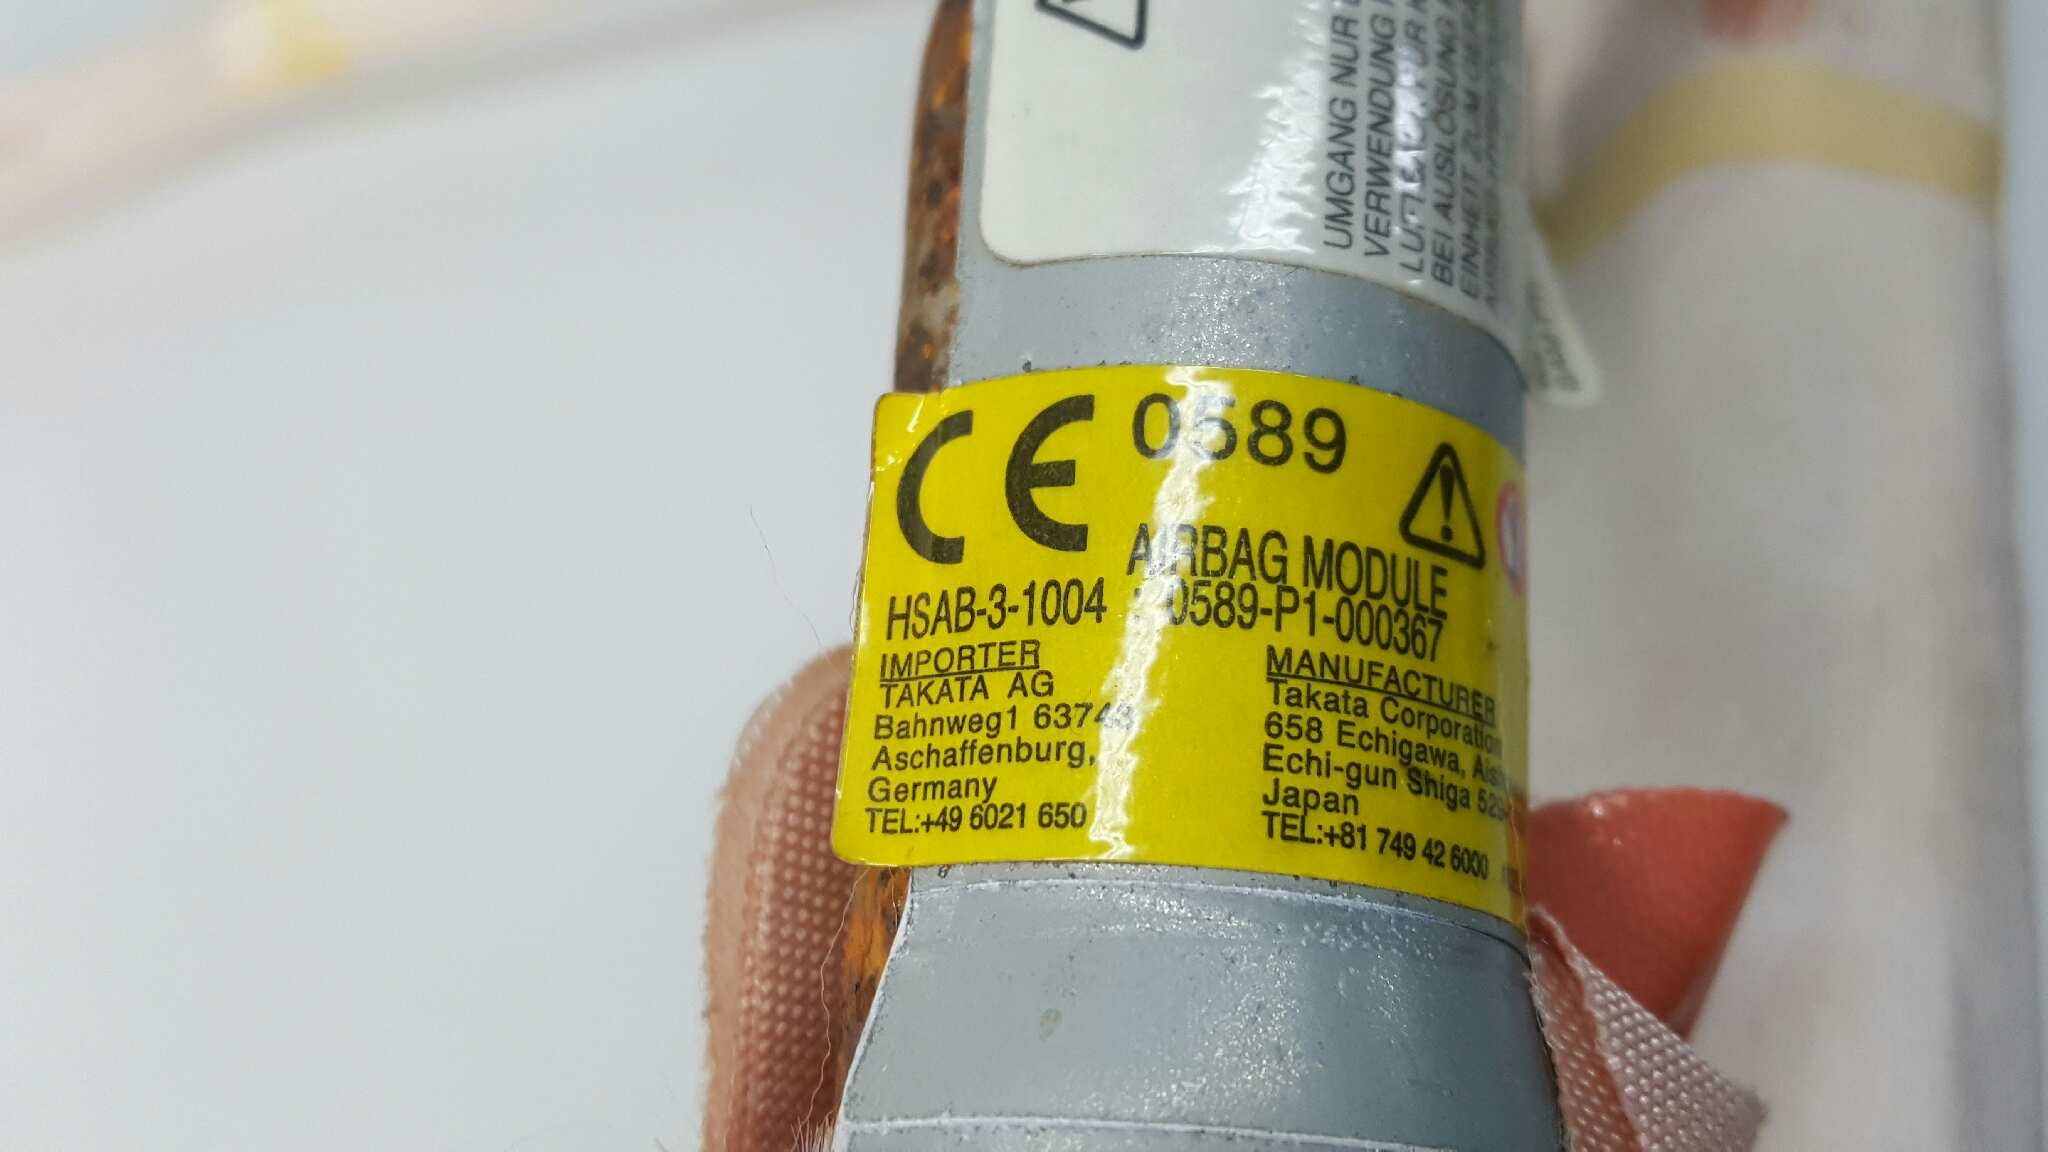 UMGANG NUR
VERWENDUNG
BEI AUSLÖSUNG
EINHEIT ZUM
CE 0589
AIRBAG MODULE
HSAB-3-1004 : 0589-P1-000367
IMPORTER
TAKATA AG
Bahnweg1 63743
Aschaffenburg,
Germany
TEL:+49 6021 650
MANUFACTURER
Takata Corporation
658 Echigawa,
Echi-gun Shiga
Japan
TEL:+81 749 42 6000